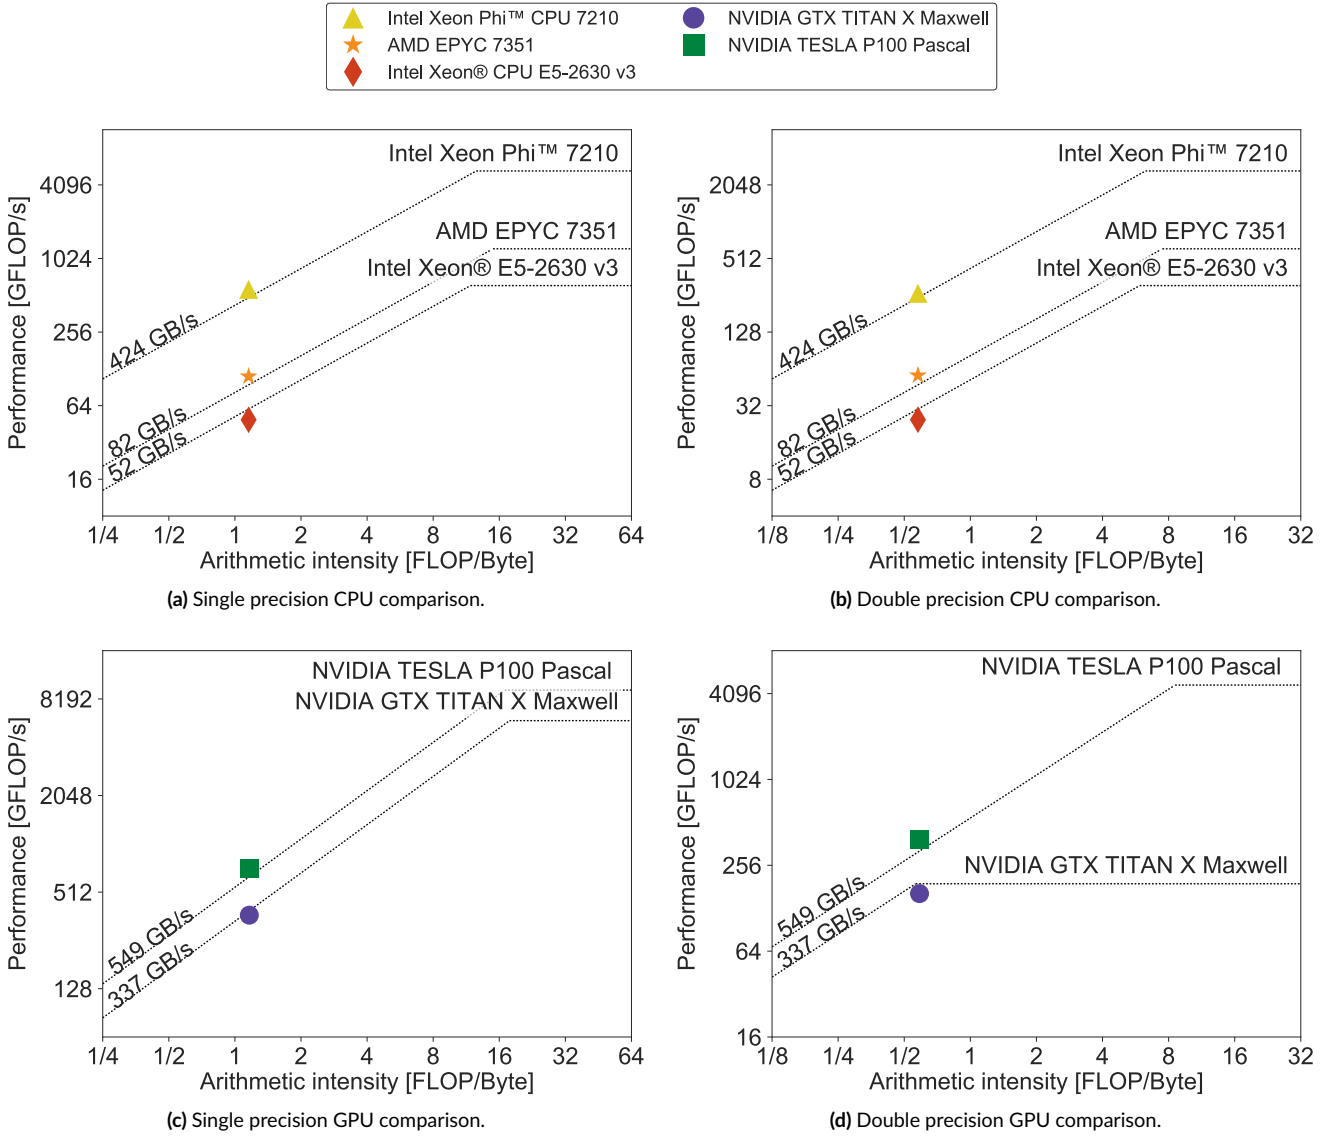 Intel Xeon Phi™ CPU 7210
AMD EPYC 7351
Intel Xeon® CPU E5-2630 v3
NVIDIA GTX TITAN X Maxwell
NVIDIA TESLA P100 Pascal
Performance [GFLOP/s]
4096
1024
256
64
16
Intel Xeon Phi™ 7210
AMD EPYC 7351
Intel Xeon® E5-2630 v3
424 GB/s
82 GB/s
52 GB/s
1/4 1/2 1 2 4 8 16 32 64
Arithmetic intensity [FLOP/Byte]
(a) Single precision CPU comparison.
Performance [GFLOP/s]
2048
512
128
32
8
Intel Xeon Phi™ 7210
AMD EPYC 7351
Intel Xeon® E5-2630 v3
424 GB/s
82 GB/s
52 GB/s
1/8 1/4 1/2 1 2 4 8 16 32
Arithmetic intensity [FLOP/Byte]
(b) Double precision CPU comparison.
Performance [GFLOP/s]
8192
2048
512
128
NVIDIA TESLA P100 Pascal
NVIDIA GTX TITAN X Maxwell
549 GB/s
337 GB/s
1/4 1/2 1 2 4 8 16 32 64
Arithmetic intensity [FLOP/Byte]
(c) Single precision GPU comparison.
Performance [GFLOP/s]
4096
1024
256
64
16
NVIDIA TESLA P100 Pascal
NVIDIA GTX TITAN X Maxwell
549 GB/s
337 GB/s
1/8 1/4 1/2 1 2 4 8 16 32
Arithmetic intensity [FLOP/Byte]
(d) Double precision GPU comparison.